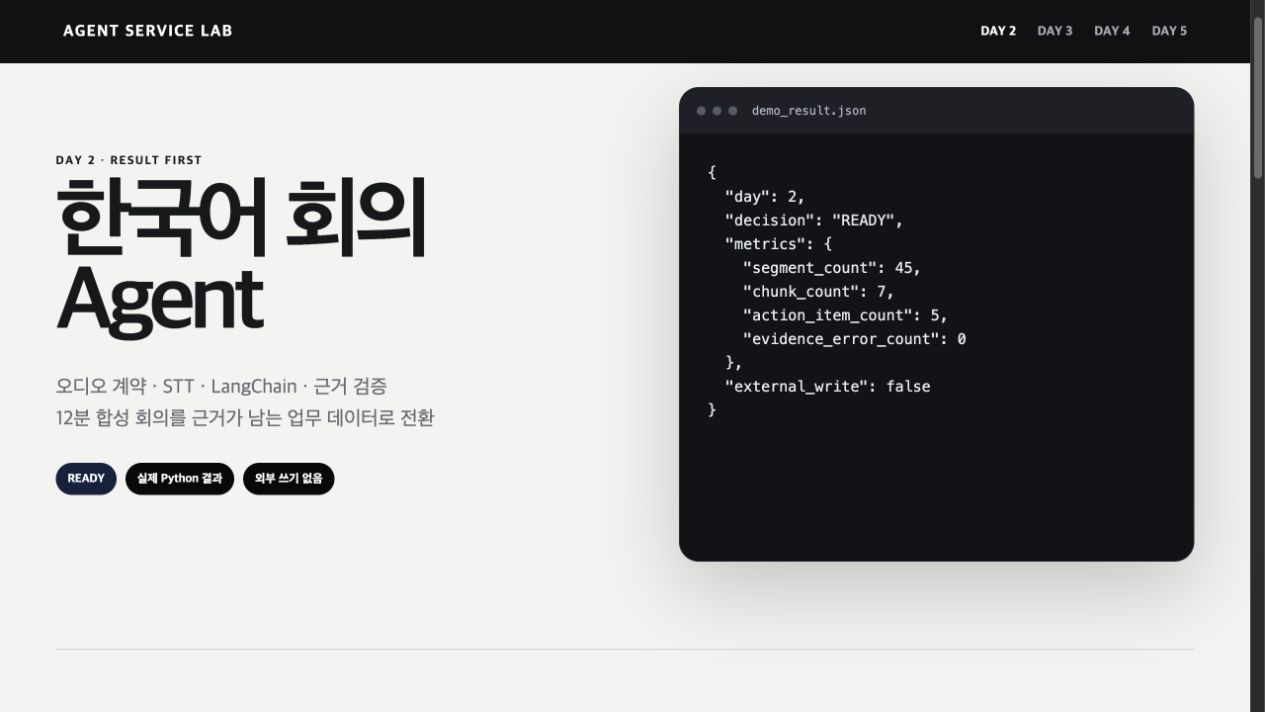 AGENT SERVICE LAB
DAY 2 DAY 3 DAY 4 DAY 5
DAY 2 · RESULT FIRST
한국어 회의
Agent
오디오 계약 · STT · LangChain · 근거 검증
12분 합성 회의를 근거가 남는 업무 데이터로 전환
READY 실제 Python 결과 외부 쓰기 없음
demo_result.json
{
"day": 2,
"decision": "READY",
"metrics": {
"segment_count": 45,
"chunk_count": 7,
"action_item_count": 5,
"evidence_error_count": 0
},
"external_write": false
}